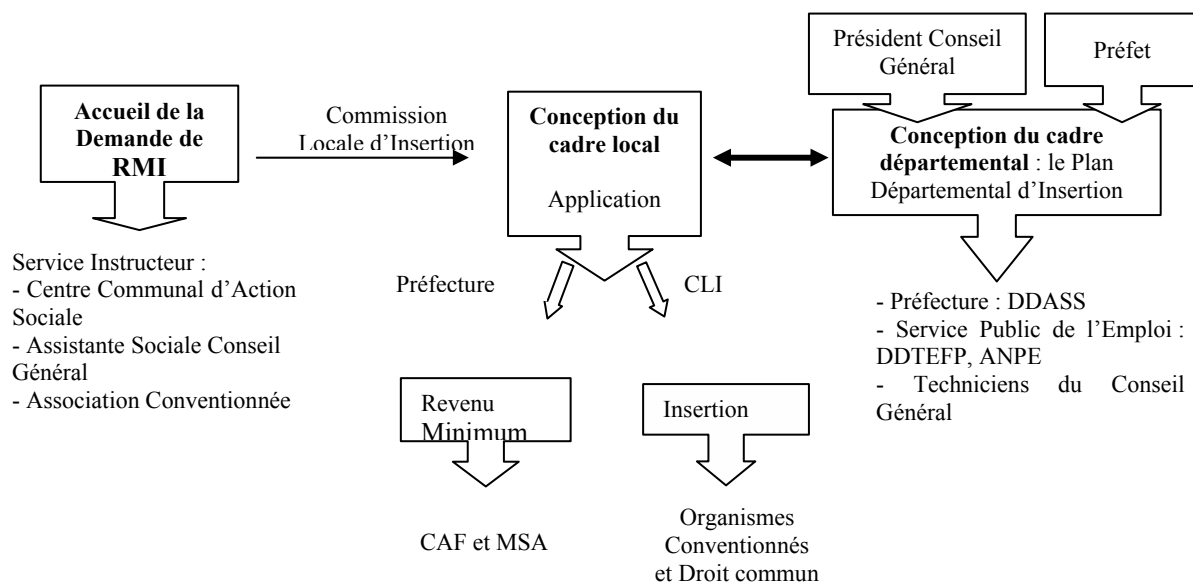 Président Conseil
Général
Préfet
Accueil de la
Demande de
RMI
Commission
Locale d'Insertion
Conception du
cadre local
Application
Conception du cadre
départemental : le Plan
Départemental d'Insertion
Service Instructeur :
- Centre Communal d'Action
Sociale
- Assistante Sociale Conseil
Général
- Association Conventionnée
Préfecture
CLI
- Préfecture : DDASS
- Service Public de l'Emploi :
DDTEFP, ANPE
- Techniciens du Conseil
Général
Revenu
Minimum
Insertion
CAF et MSA
Organismes
Conventionnés
et Droit commun